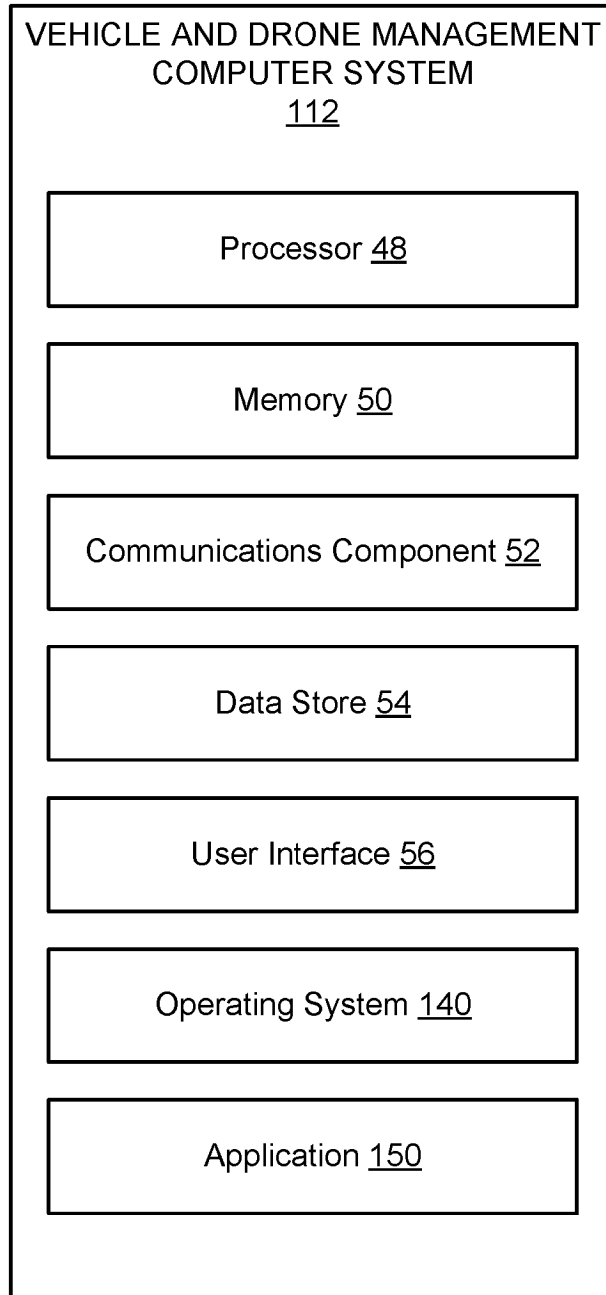 VEHICLE AND DRONE MANAGEMENT
COMPUTER SYSTEM
112
Processor 48
Memory 50
Communications Component 52
Data Store 54
User Interface 56
Operating System 140
Application 150